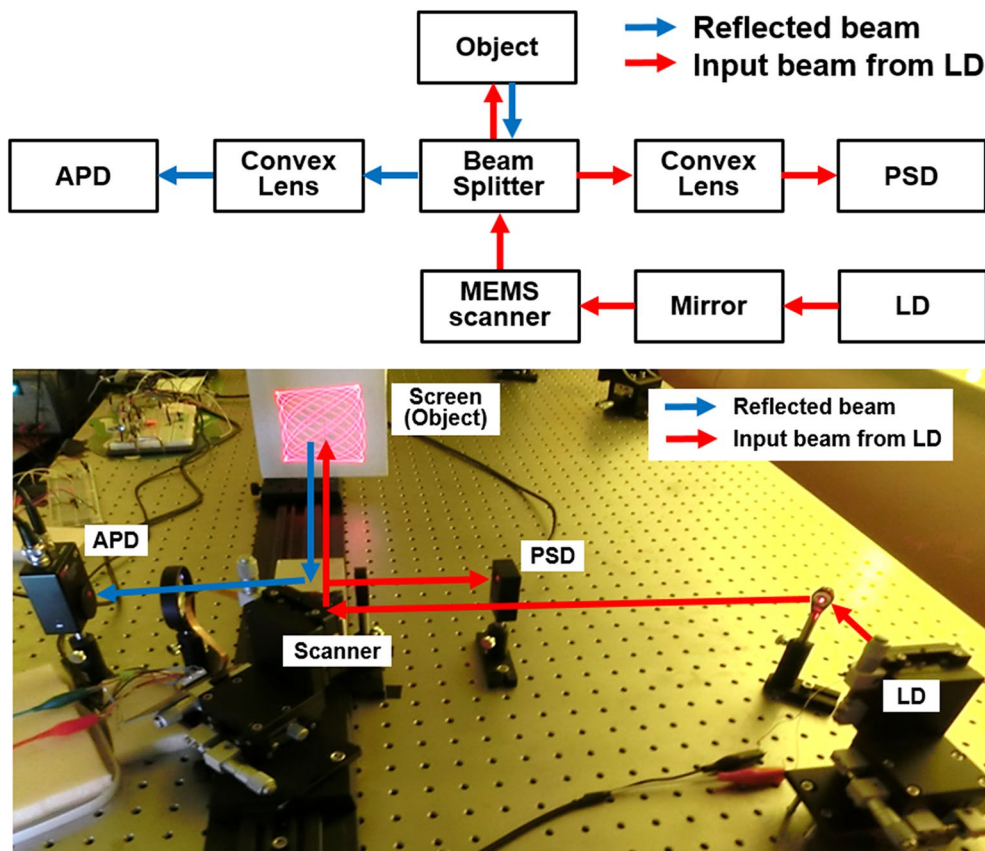 Object
Reflected beam
Input beam from LD
APD
Convex
Lens
Beam
Splitter
Convex
Lens
PSD
MEMS
scanner
Mirror
LD
Screen
(Object)
Reflected beam
Input beam from LD
APD
PSD
Scanner
LD